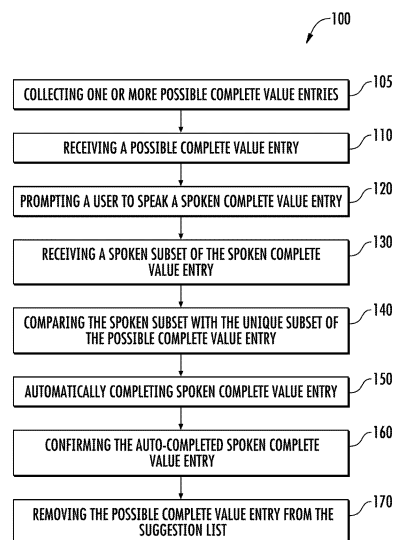 100
COLLECTING ONE OR MORE POSSIBLE COMPLETE VALUE ENTRIES
105
RECEIVING A POSSIBLE COMPLETE VALUE ENTRY
110
PROMPTING A USER TO SPEAK A SPOKEN COMPLETE VALUE ENTRY
120
RECEIVING A SPOKEN SUBSET OF THE SPOKEN COMPLETE
VALUE ENTRY
130
COMPARING THE SPOKEN SUBSET WITH THE UNIQUE SUBSET OF
THE POSSIBLE COMPLETE VALUE ENTRY
140
AUTOMATICALLY COMPLETING SPOKEN COMPLETE VALUE ENTRY
150
CONFIRMING THE AUTO-COMPLETED SPOKEN COMPLETE
VALUE ENTRY
160
REMOVING THE POSSIBLE COMPLETE VALUE ENTRY FROM THE
SUGGESTION LIST
170